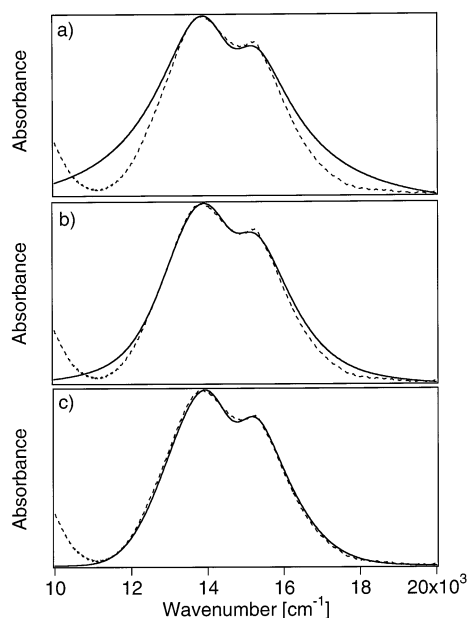 a)
Absorbance
b)
Absorbance
c)
Absorbance
10 12 14 16 18 20x10³
Wavenumber [cm⁻¹]